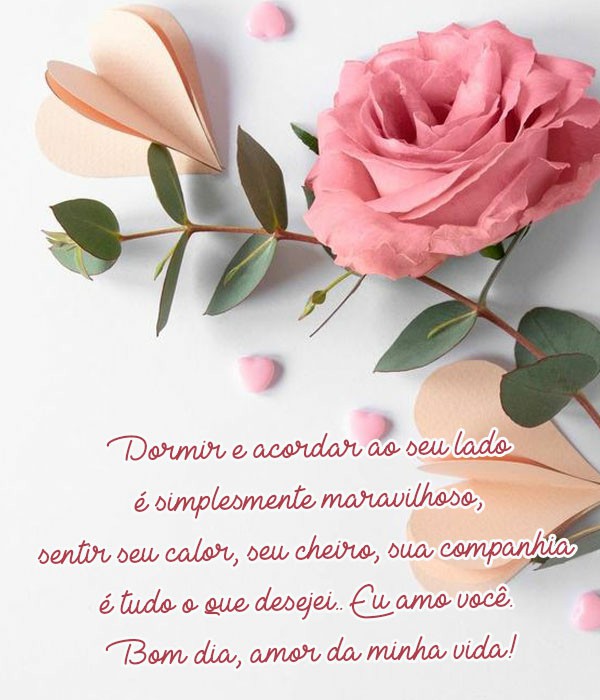 Dormir e acordar ao seu lado
é simplesmente maravilhoso,
sentir seu calor, seu cheiro, sua companhia
é tudo o que desejei.. Eu amo você.
Bom dia, amor da minha vida!